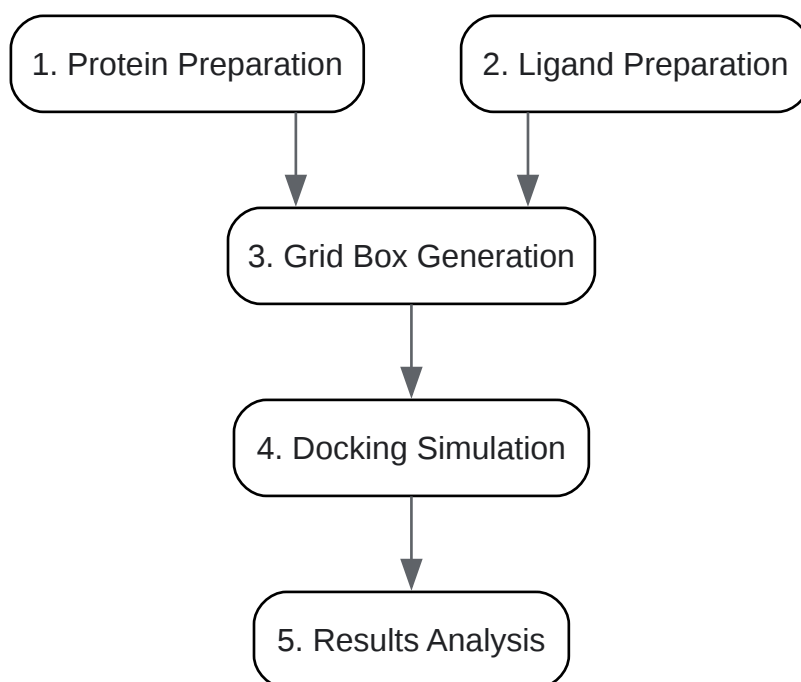 1. Protein Preparation
2. Ligand Preparation
3. Grid Box Generation
4. Docking Simulation
5. Results Analysis